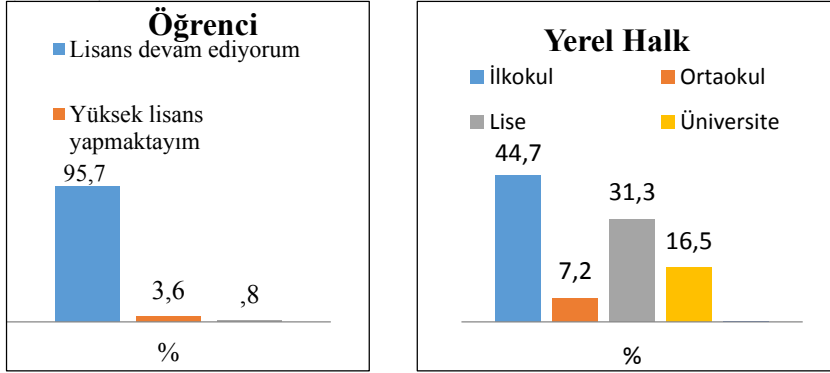 Öğrenci
Lisans devam ediyorum
Yüksek lisans
yapmaktayım
95,7
3,6
,8
%
Yerel Halk
İlkokul
Ortaokul
Lise
Üniversite
44,7
7,2
31,3
16,5
%